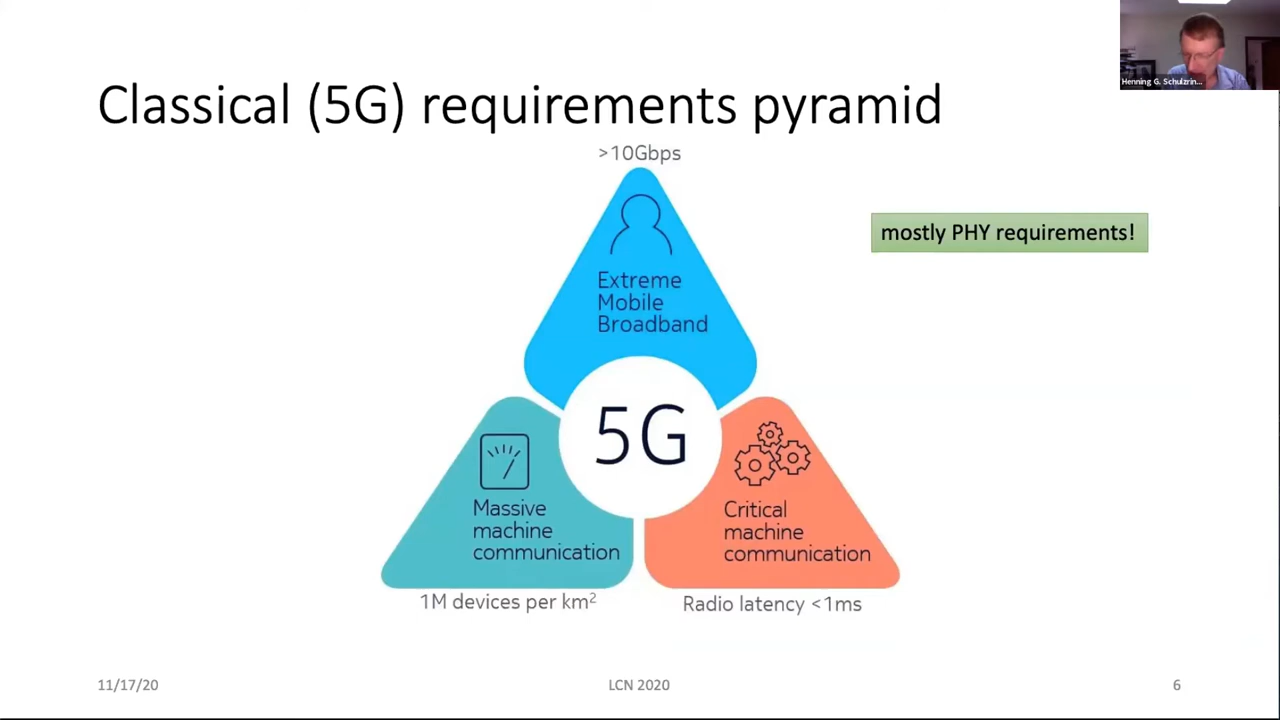 Henning G. Schulzrin...
Classical (5G) requirements pyramid
>10Gbps
mostly PHY requirements!
Extreme
Mobile
Broadband
5G
Massive
machine
communication
Critical
machine
communication
1M devices per km²
Radio latency <1ms
11/17/20
LCN 2020
6